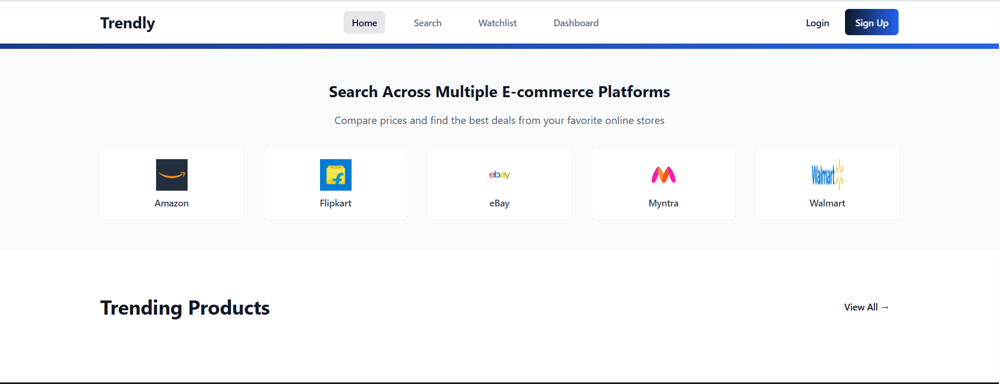 Trendly Home Search Watchlist Dashboard Login Sign Up
Search Across Multiple E-commerce Platforms
Compare prices and find the best deals from your favorite online stores
ebay Walmart
Amazon Flipkart eBay Myntra Walmart
Trending Products View All →